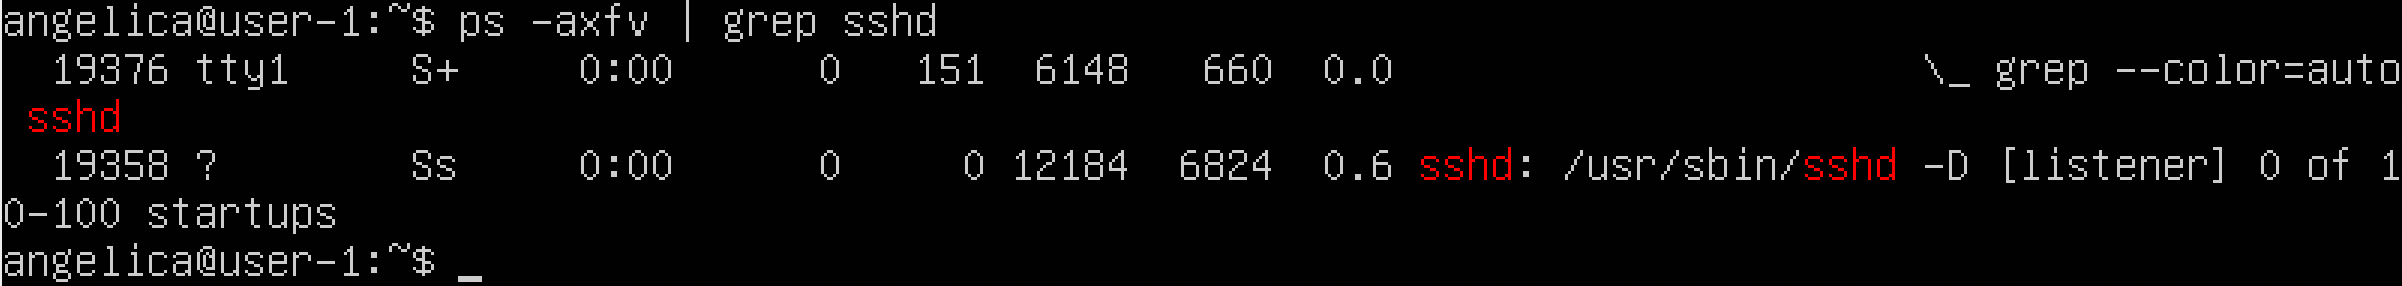 angelica@user-1:~$ ps -axfv | grep sshd
  19376 tty1     S+     0:00      0   151  6148   660  0.0                      \_ grep --color=auto
 sshd
  19358 ?        Ss     0:00      0     0 12184  6824  0.6 sshd: /usr/sbin/sshd -D [listener] 0 of 1
0-100 startups
angelica@user-1:~$ _